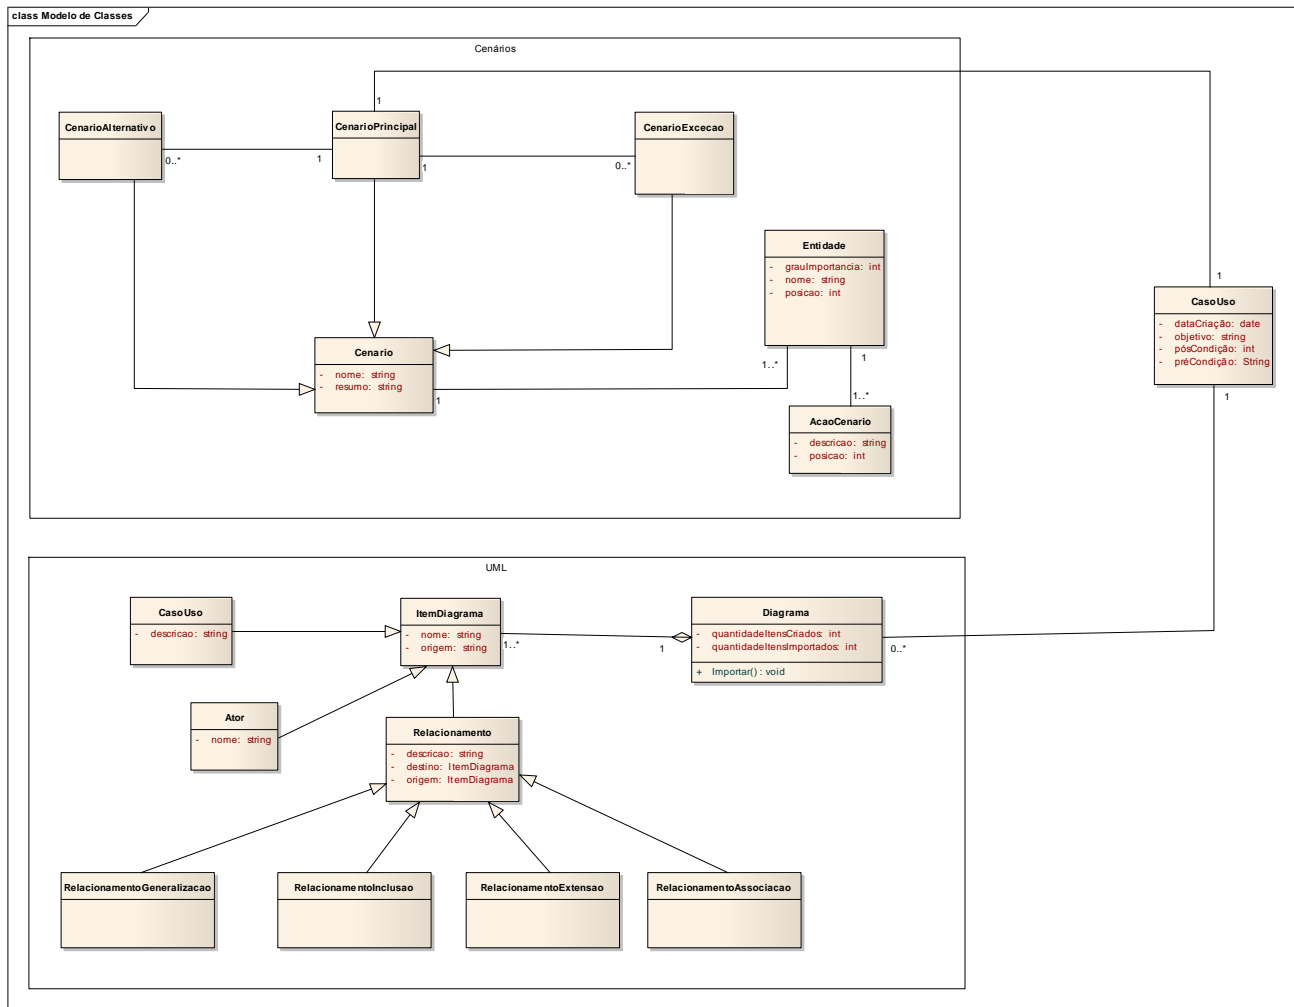 class Modelo de Classes
Cenários
1
CenarioAlternativo
CenarioPrincipal
CenarioExcecao
0..*
1
1
0..*
Entidade
- grauImportancia: int
- nome: string
- posicao: int
1
CasoUso
- dataCriação: date
- objetivo: string
- pósCondição: int
- préCondição: String
1
Cenario
- nome: string
- resumo: string
1
1..*
1
1..*
AcaoCenario
- descricao: string
- posicao: int
UML
CasoUso
- descricao: string
ItemDiagrama
- nome: string
- origem: string
1..*
1
Diagrama
- quantidadeItensCriados: int
- quantidadeItensImportados: int
+ Importar() : void
0..*
Ator
- nome: string
Relacionamento
- descricao: string
- destino: ItemDiagrama
- origem: ItemDiagrama
RelacionamentoGeneralizacao
RelacionamentoInclusao
RelacionamentoExtensao
RelacionamentoAssociacao